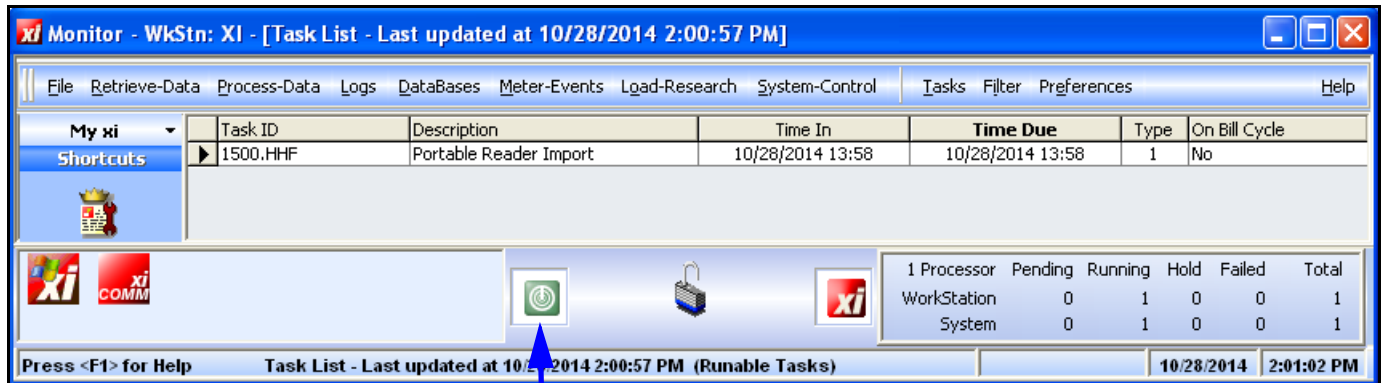 xi Monitor - WkStn: XI - [Task List - Last updated at 10/28/2014 2:00:57 PM]
File Retrieve-Data Process-Data Logs DataBases Meter-Events Load-Research System-Control Tasks Filter Preferences Help
My xi Task ID Description Time In Time Due Type On Bill Cycle
Shortcuts 1500.HHF Portable Reader Import 10/28/2014 13:58 10/28/2014 13:58 1 No
xi xi COMM xi
1 Processor Pending Running Hold Failed Total
WorkStation 0 1 0 0 1
System 0 1 0 0 1
Press <F1> for Help Task List - Last updated at 10/28/2014 2:00:57 PM (Runable Tasks) 10/28/2014 2:01:02 PM